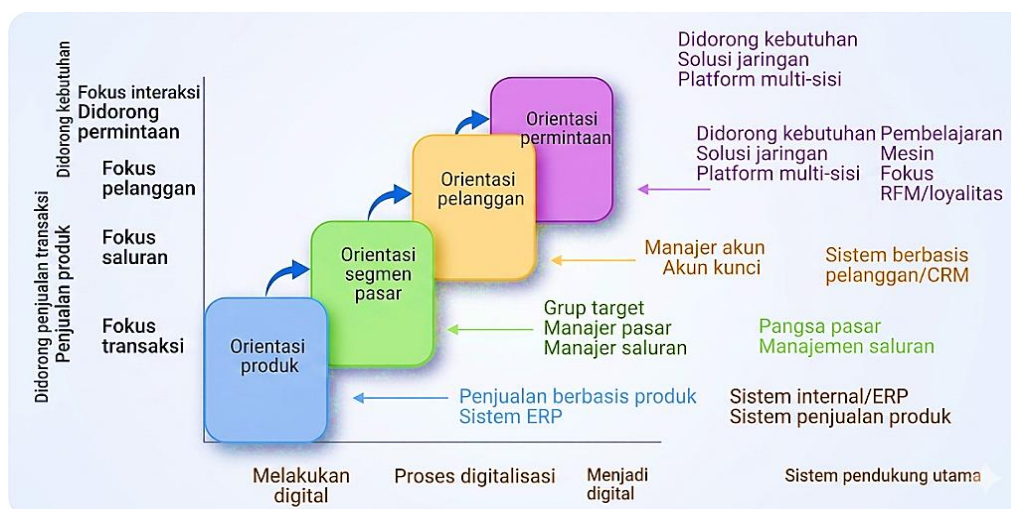 Didorong kebutuhan
Solusi jaringan
Platform multi-sisi
Didorong kebutuhan
Fokus interaksi
Didorong
permintaan
Fokus
pelanggan
Fokus
saluran
Fokus
transaksi
Didorong penjualan transaksi
Penjualan produk
Orientasi
permintaan
Orientasi
pelanggan
Orientasi
segmen
pasar
Orientasi
produk
Didorong kebutuhan
Solusi jaringan
Platform multi-sisi
Pembelajaran
Mesin
Fokus
RFM/loyalitas
Manajer akun
Akun kunci
Sistem berbasis
pelanggan/CRM
Grup target
Manajer pasar
Manajer saluran
Pangsa pasar
Manajemen saluran
Penjualan berbasis produk
Sistem ERP
Sistem internal/ERP
Sistem penjualan produk
Melakukan
digital
Proses digitalisasi
Menjadi
digital
Sistem pendukung utama